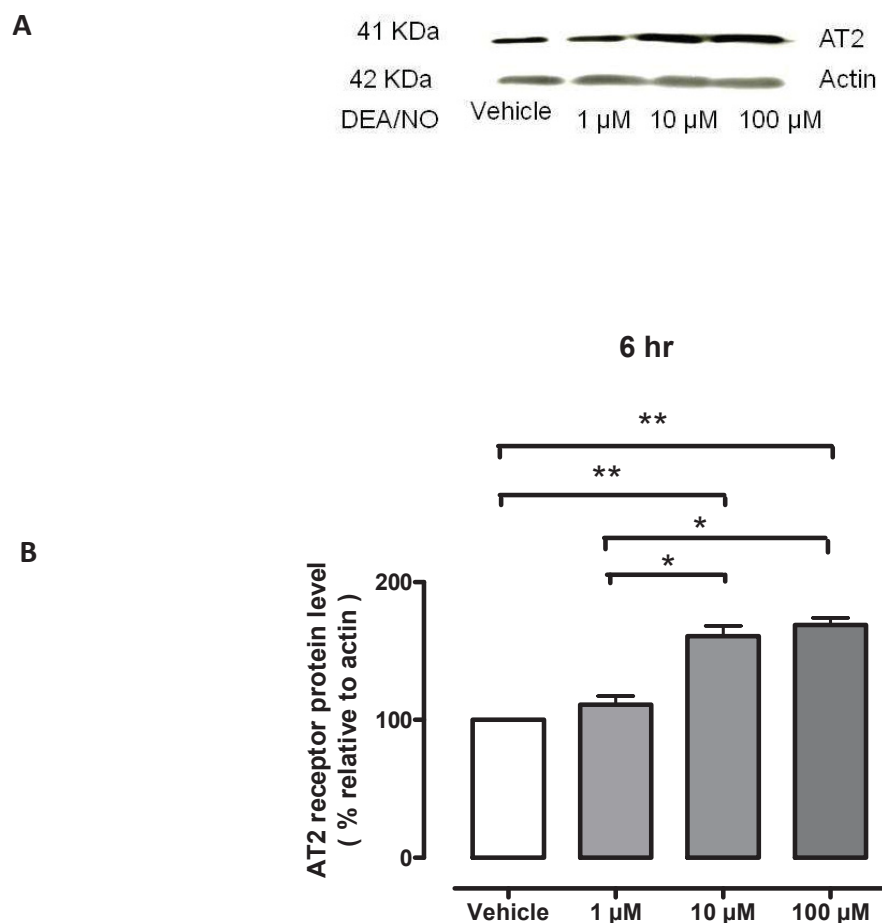 A
41 KDa AT2
42 KDa Actin
DEA/NO Vehicle 1 µM 10 µM 100 µM
6 hr
**
**
*
*
B
AT2 receptor protein level
( % relative to actin )
200
100
0
Vehicle 1 µM 10 µM 100 µM